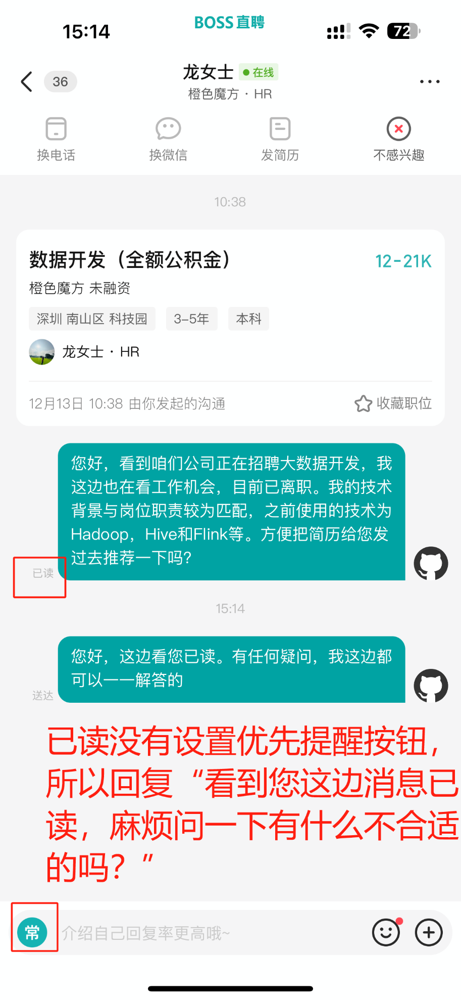 15:14
BOSS直聘
72
36
龙女士
在线
橙色魔方 · HR
换电话
换微信
发简历
不感兴趣
10:38
数据开发（全额公积金）
12-21K
橙色魔方 未融资
深圳 南山区 科技园
3-5年
本科
龙女士 · HR
12月13日 10:38 由你发起的沟通
收藏职位
您好，看到咱们公司正在招聘大数据开发，我
这边也在看工作机会，目前已离职。我的技术
背景与岗位职责较为匹配，之前使用的技术为
Hadoop，Hive和Flink等。方便把简历给您发
过去推荐一下吗？
已读
15:14
您好，这边看您已读。有任何疑问，我这边都
可以一一解答的
送达
已读没有设置优先提醒按钮，
所以回复“看到您这边消息已
读，麻烦问一下有什么不合适
的吗？”
常
介绍自己回复率更高哦~